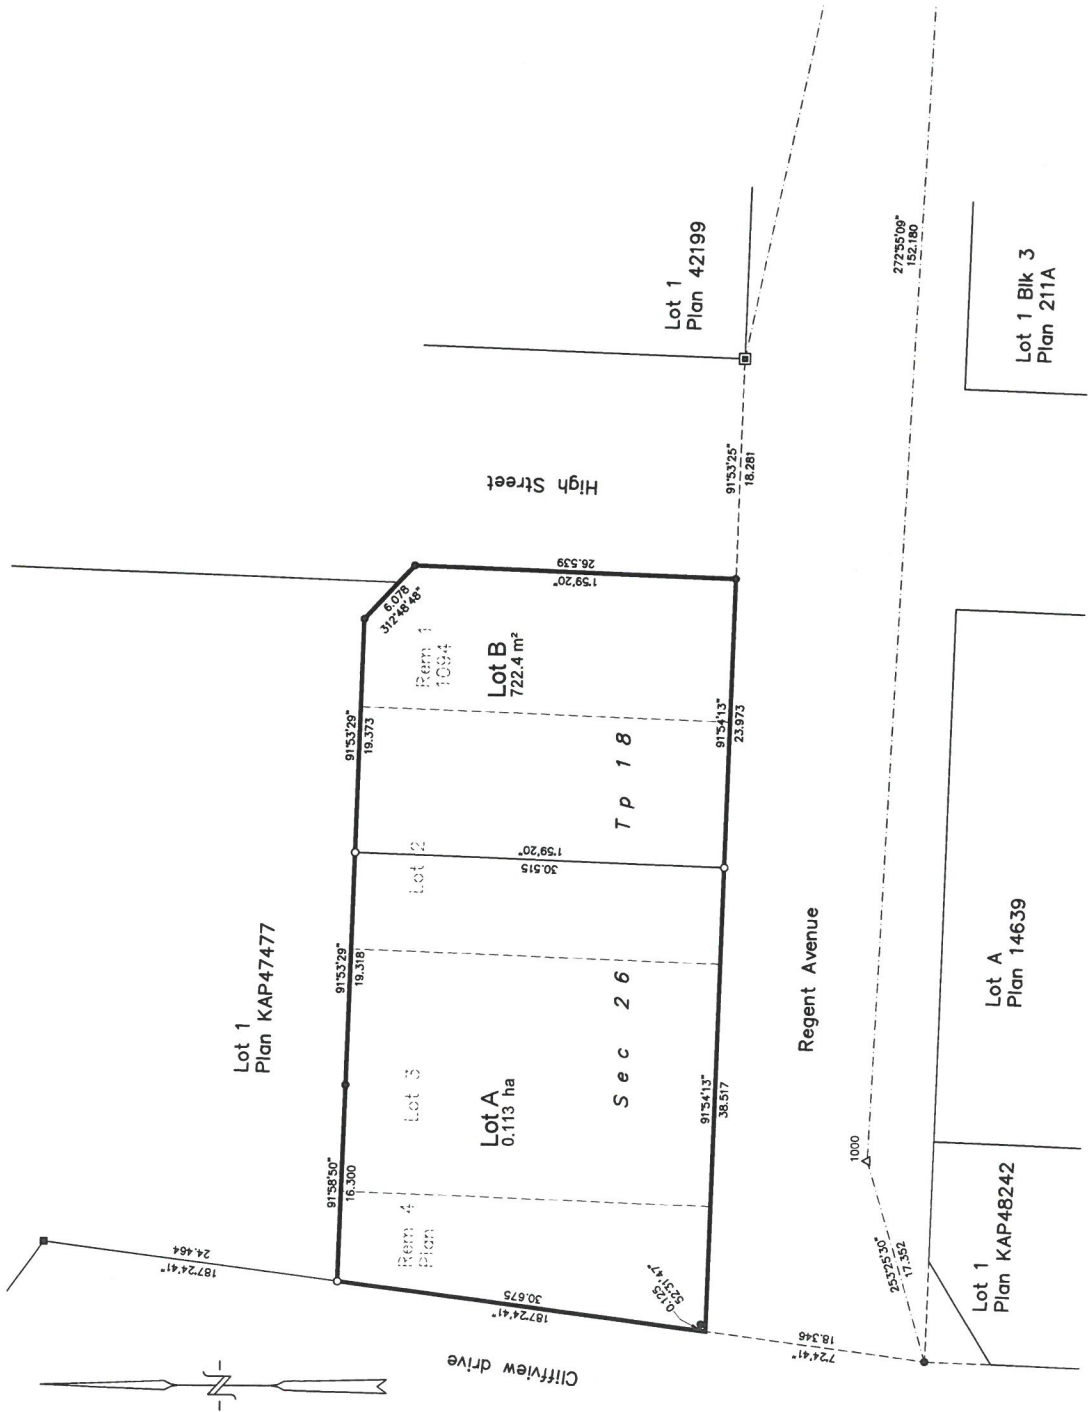 Lot 1
Plan 42199
272°55'09"
152.180
Lot 1 Blk 3
Plan 211A
High Street
91°53'25"
18.281
26.539
1°59'20"
6.078
312°48'48"
Rem 1
1094
Lot B
722.4 m²
91°53'29"
19.373
91°54'13"
23.973
Tp 18
1°59'20"
30.515
Lot 2
Lot 1
Plan KAP47477
91°53'29"
19.318
Sec 26
Lot 3
Lot A
0.113 ha
91°54'13"
38.517
Regent Avenue
Lot A
Plan 14639
91°58'50"
16.300
Rem 4
Plan
24.464
187°24'41"
30.675
187°24'41"
0.125
52°31'47"
18.346
7°24'41"
1000
253°25'30"
17.352
Lot 1
Plan KAP48242
Cliffview drive
N